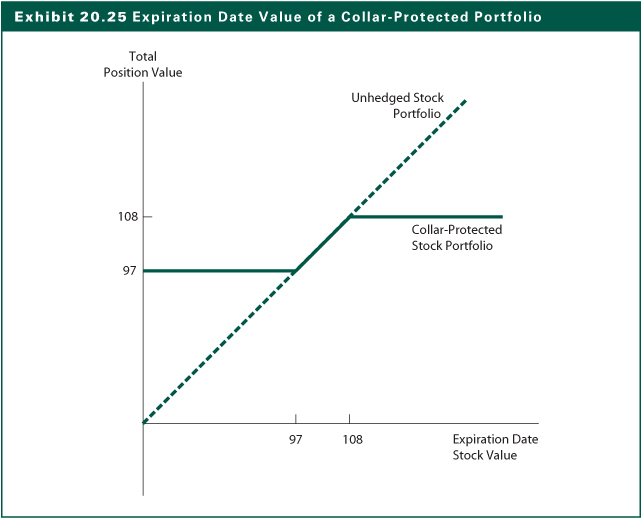 Exhibit 20.25 Expiration Date Value of a Collar-Protected Portfolio
Total
Position Value
Unhedged Stock
Portfolio
108
Collar-Protected
Stock Portfolio
97
97
108
Expiration Date
Stock Value